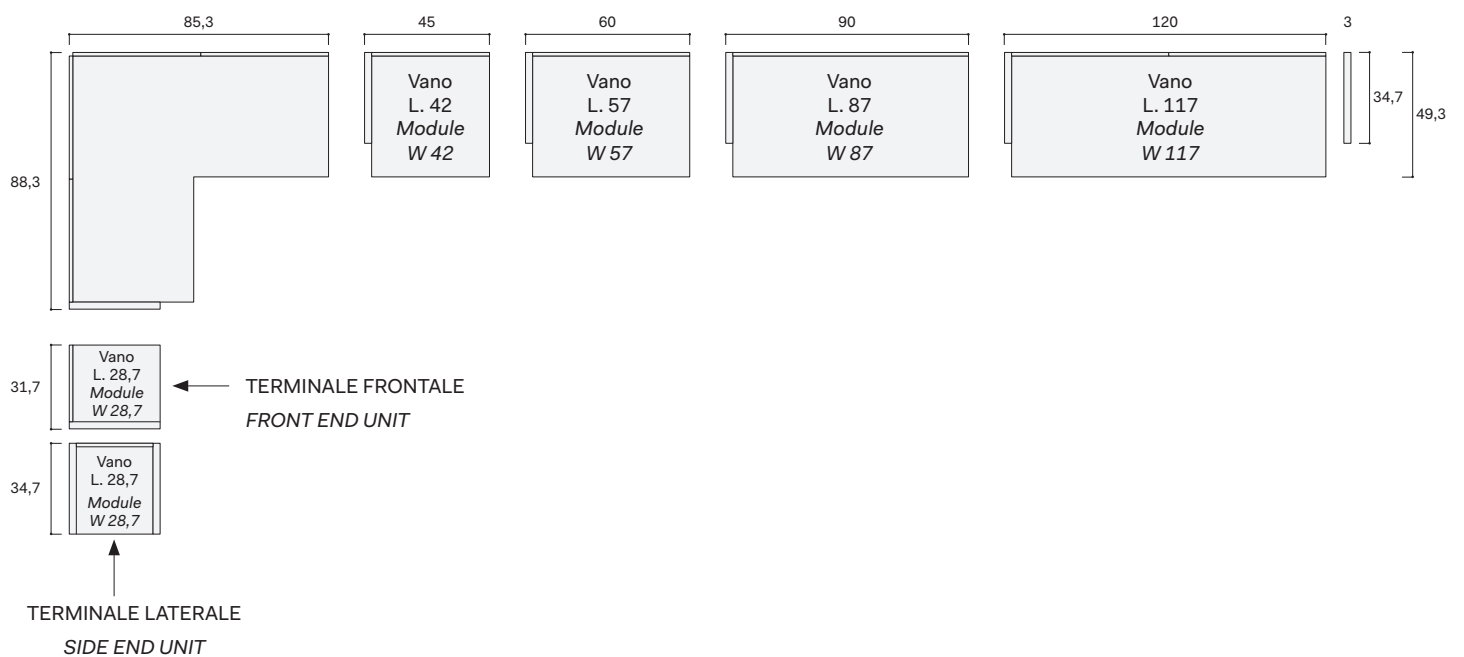 85,3
45
60
90
120
3
Vano
L. 42
Module
W 42
Vano
L. 57
Module
W 57
Vano
L. 87
Module
W 87
Vano
L. 117
Module
W 117
34,7
49,3
88,3
31,7
Vano
L. 28,7
Module
W 28,7
TERMINALE FRONTALE
FRONT END UNIT
34,7
Vano
L. 28,7
Module
W 28,7
TERMINALE LATERALE
SIDE END UNIT